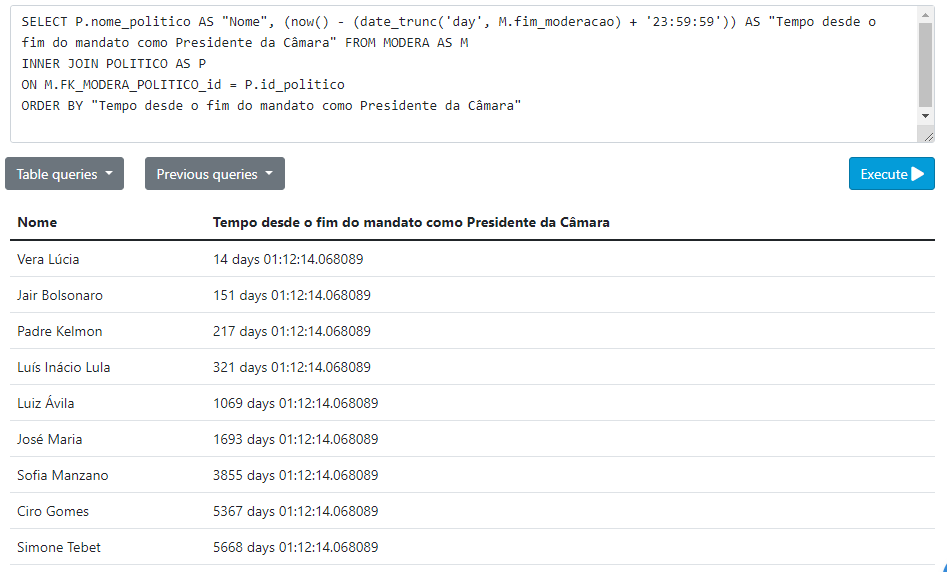 SELECT P.nome_politico AS "Nome", (now() - (date_trunc('day', M.fim_moderacao) + '23:59:59')) AS "Tempo desde o
fim do mandato como Presidente da Câmara" FROM MODERA AS M
INNER JOIN POLITICO AS P
ON M.FK_MODERA_POLITICO_id = P.id_politico
ORDER BY "Tempo desde o fim do mandato como Presidente da Câmara"
Table queries Previous queries Execute
Nome Tempo desde o fim do mandato como Presidente da Câmara
Vera Lúcia 14 days 01:12:14.068089
Jair Bolsonaro 151 days 01:12:14.068089
Padre Kelmon 217 days 01:12:14.068089
Luís Inácio Lula 321 days 01:12:14.068089
Luiz Ávila 1069 days 01:12:14.068089
José Maria 1693 days 01:12:14.068089
Sofia Manzano 3855 days 01:12:14.068089
Ciro Gomes 5367 days 01:12:14.068089
Simone Tebet 5668 days 01:12:14.068089